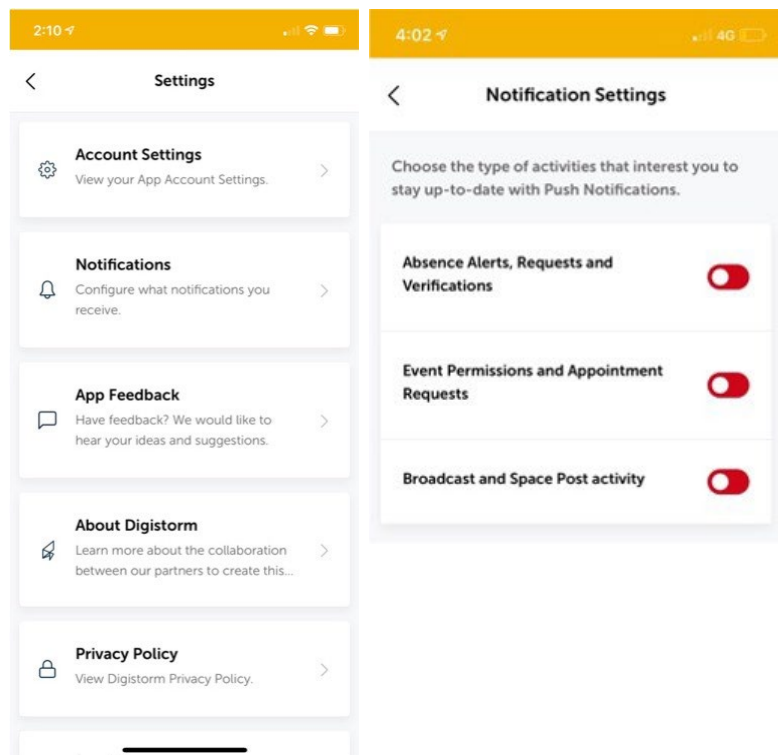 2:10
Settings
Account Settings
View your App Account Settings.
Notifications
Configure what notifications you
receive.
App Feedback
Have feedback? We would like to
hear your ideas and suggestions.
About Digistorm
Learn more about the collaboration
between our partners to create this...
Privacy Policy
View Digistorm Privacy Policy.
4:02
4G
Notification Settings
Choose the type of activities that interest you to
stay up-to-date with Push Notifications.
Absence Alerts, Requests and
Verifications
Event Permissions and Appointment
Requests
Broadcast and Space Post activity